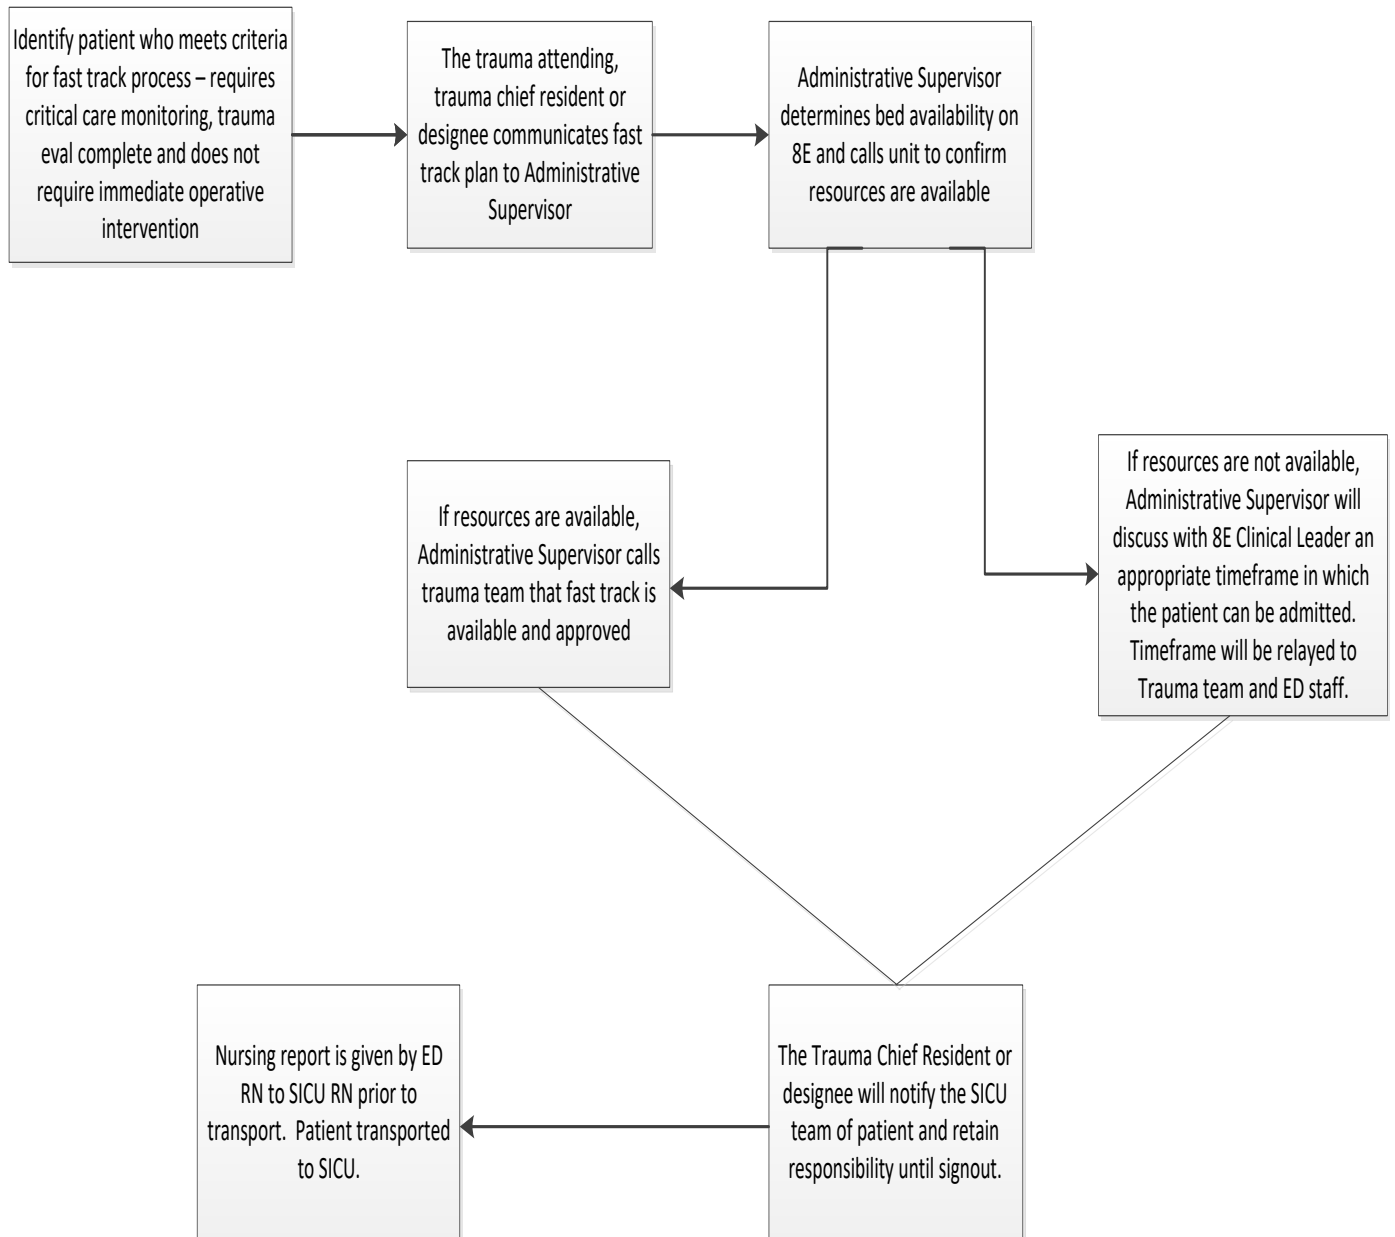 Identify patient who meets criteria
for fast track process – requires
critical care monitoring, trauma
eval complete and does not
require immediate operative
intervention
The trauma attending,
trauma chief resident or
designee communicates fast
track plan to Administrative
Supervisor
Administrative Supervisor
determines bed availability on
8E and calls unit to confirm
resources are available
If resources are available,
Administrative Supervisor calls
trauma team that fast track is
available and approved
If resources are not available,
Administrative Supervisor will
discuss with 8E Clinical Leader an
appropriate timeframe in which
the patient can be admitted.
Timeframe will be relayed to
Trauma team and ED staff.
The Trauma Chief Resident or
designee will notify the SICU
team of patient and retain
responsibility until signout.
Nursing report is given by ED
RN to SICU RN prior to
transport.  Patient transported
to SICU.